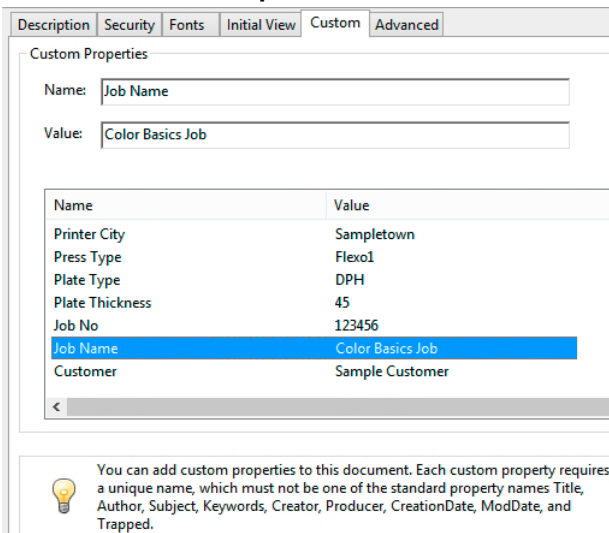 Description Security Fonts Initial View Custom Advanced
Custom Properties
Name: Job Name
Value: Color Basics Job
Name Value
Printer City Sampletown
Press Type Flexo1
Plate Type DPH
Plate Thickness 45
Job No 123456
Job Name Color Basics Job
Customer Sample Customer
You can add custom properties to this document. Each custom property requires
a unique name, which must not be one of the standard property names Title,
Author, Subject, Keywords, Creator, Producer, CreationDate, ModDate, and
Trapped.